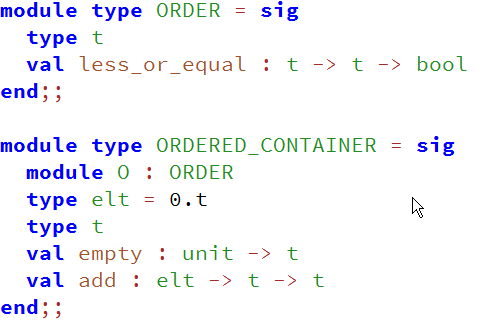 module type ORDER = sig
type t
val less_or_equal : t -> t -> bool
end;;
module type ORDERED_CONTAINER = sig
module O : ORDER
type elt = 0.t
type t
val empty : unit -> t
val add : elt -> t -> t
end;;